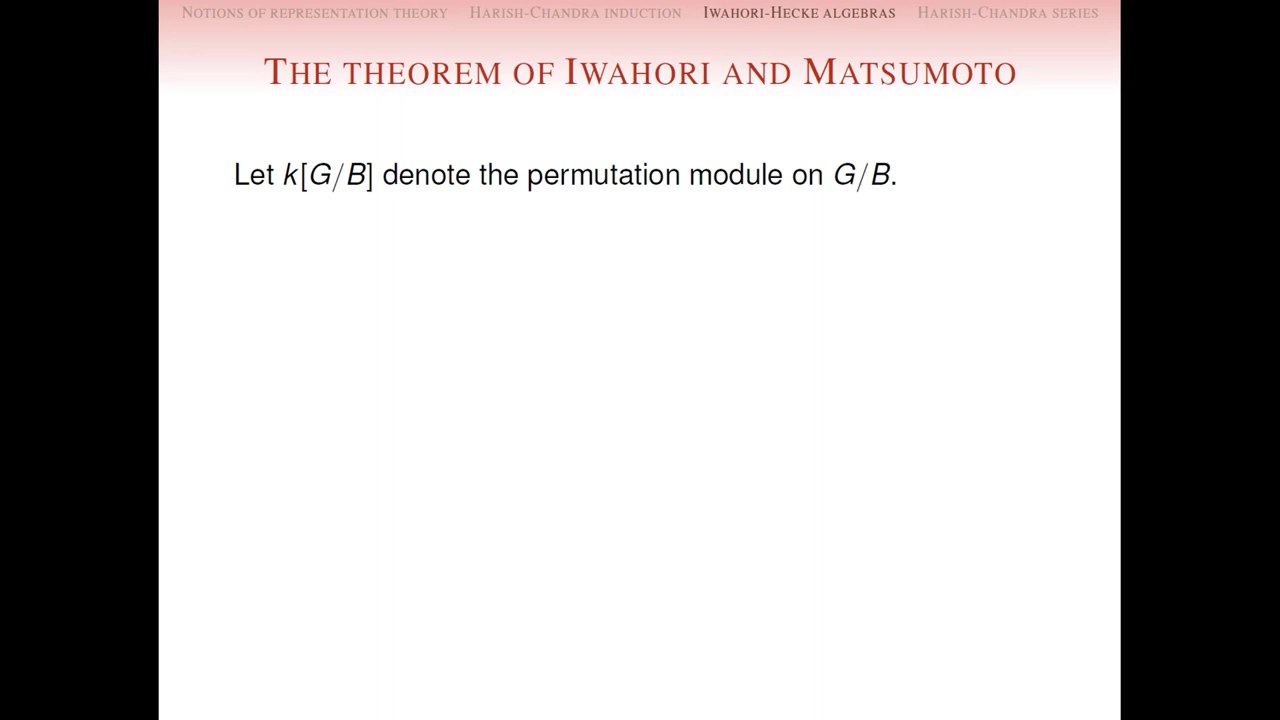 NOTIONS OF REPRESENTATION THEORY HARISH-CHANDRA INDUCTION IWAHORI-HECKE ALGEBRAS HARISH-CHANDRA SERIES
THE THEOREM OF IWAHORI AND MATSUMOTO
Let k[G/B] denote the permutation module on G/B.